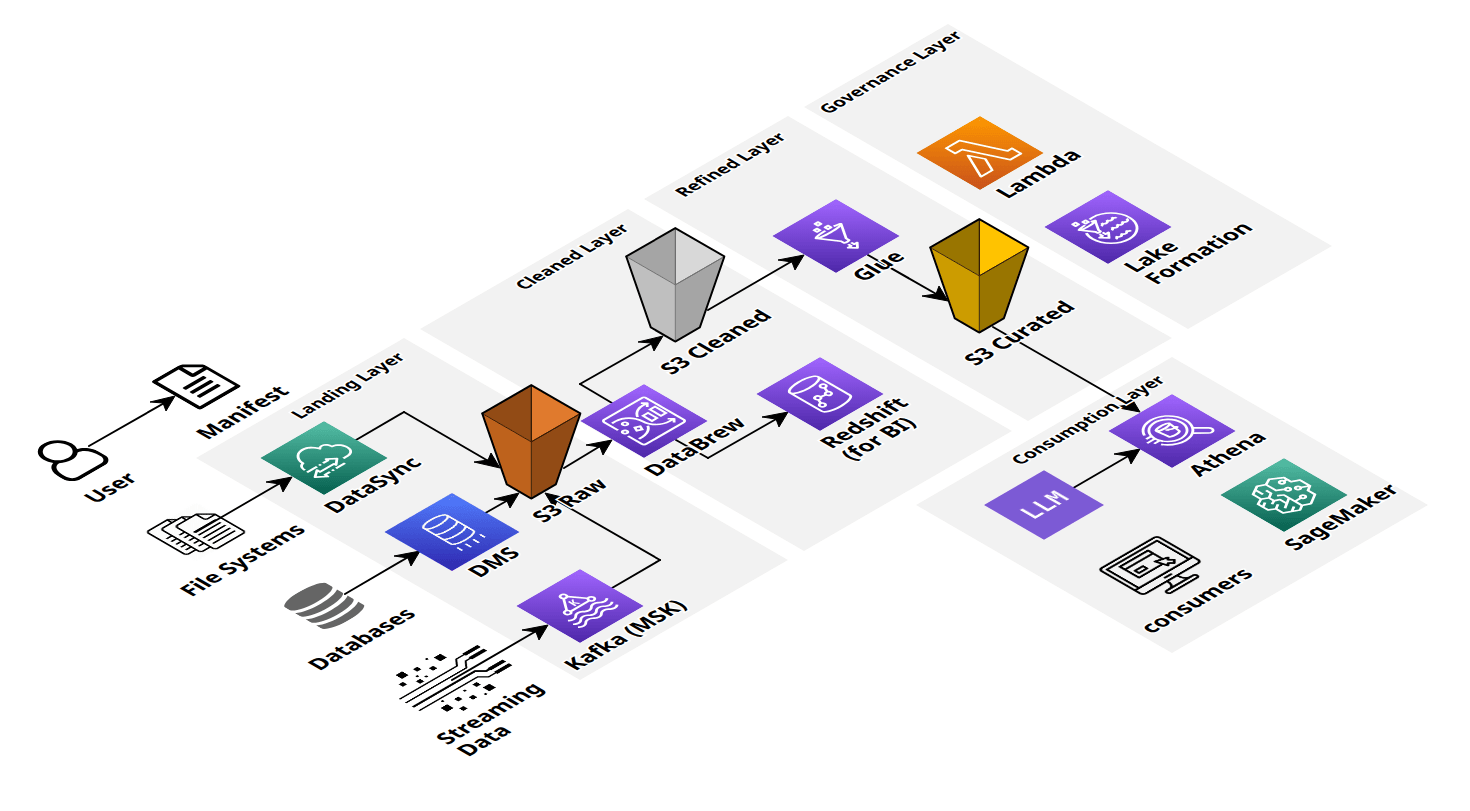 Governance Layer
Lambda
Lake
Formation
Refined Layer
Glue
S3 Curated
Cleaned Layer
S3 Cleaned
DataBrew
Redshift
(for BI)
Landing Layer
DataSync
S3 Raw
DMS
Kafka (MSK)
K
Manifest
User
File Systems
Databases
Streaming
Data
Consumption Layer
Athena
LLM
SageMaker
consumers